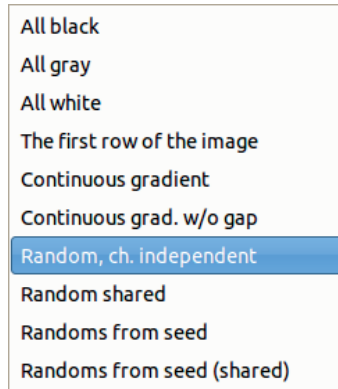 All black
All gray
All white
The first row of the image
Continuous gradient
Continuous grad. w/o gap
Random, ch. independent
Random shared
Randoms from seed
Randoms from seed (shared)